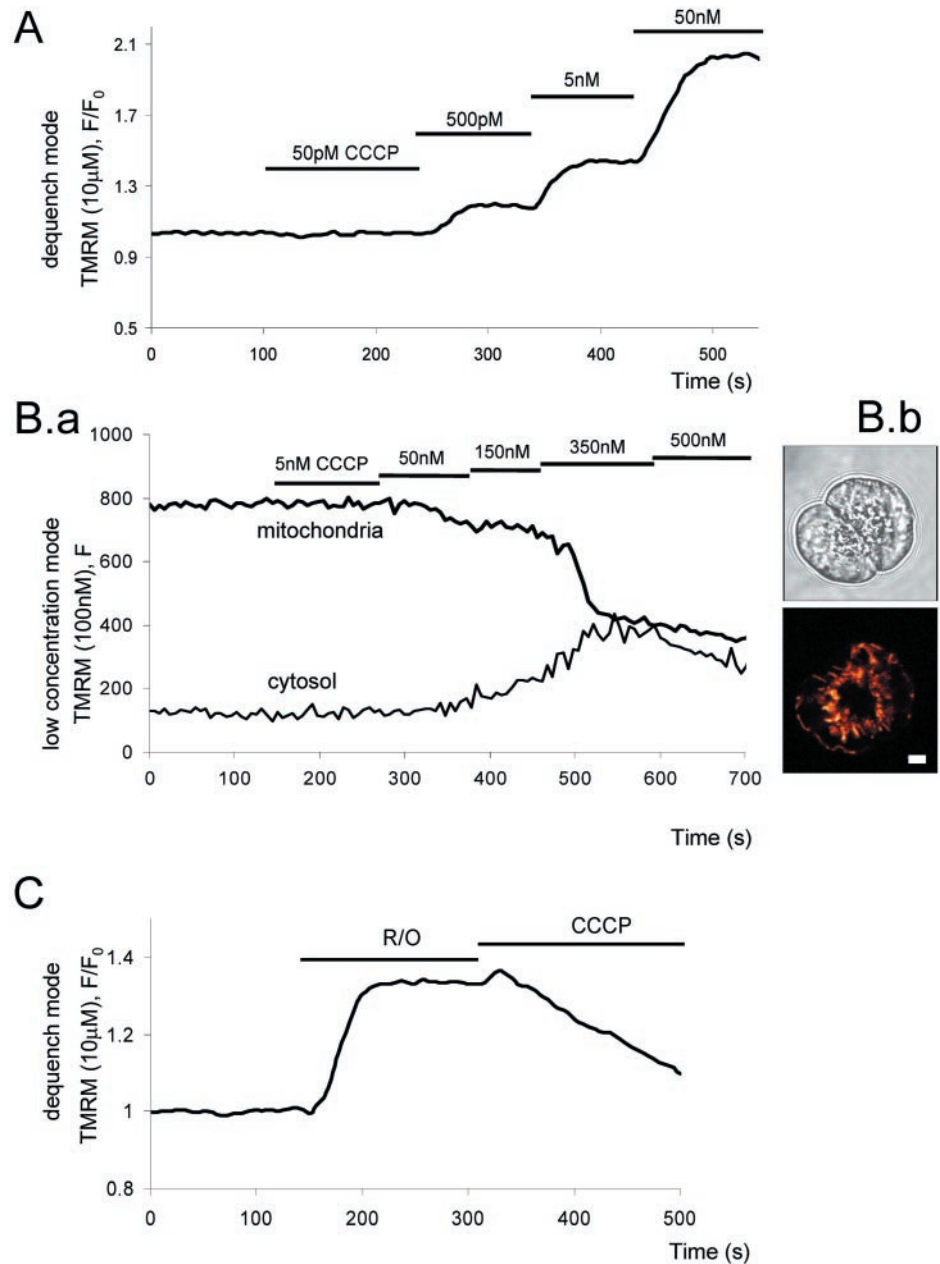 A
50nM
5nM
500pM
50pM CCCP
dequench mode
TMRM (10μM), F/F0
2.1
1.7
1.3
0.9
0.5
0 100 200 300 400 500
Time (s)
B.a
B.b
5nM CCCP 50nM 150nM 350nM 500nM
low concentration mode
TMRM (100nM), F
1000
800
600
400
200
0
mitochondria
cytosol
0 100 200 300 400 500 600 700
Time (s)
C
R/O
CCCP
dequench mode
TMRM (10μM), F/F0
1.4
1.2
1
0.8
0 100 200 300 400 500
Time (s)